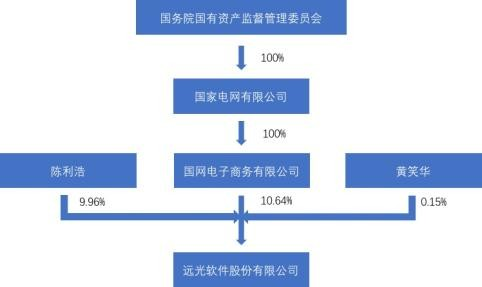 国务院国有资产监督管理委员会
100%
国家电网有限公司
100%
陈利浩
国网电子商务有限公司
黄笑华
9.96%
10.64%
0.15%
远光软件股份有限公司